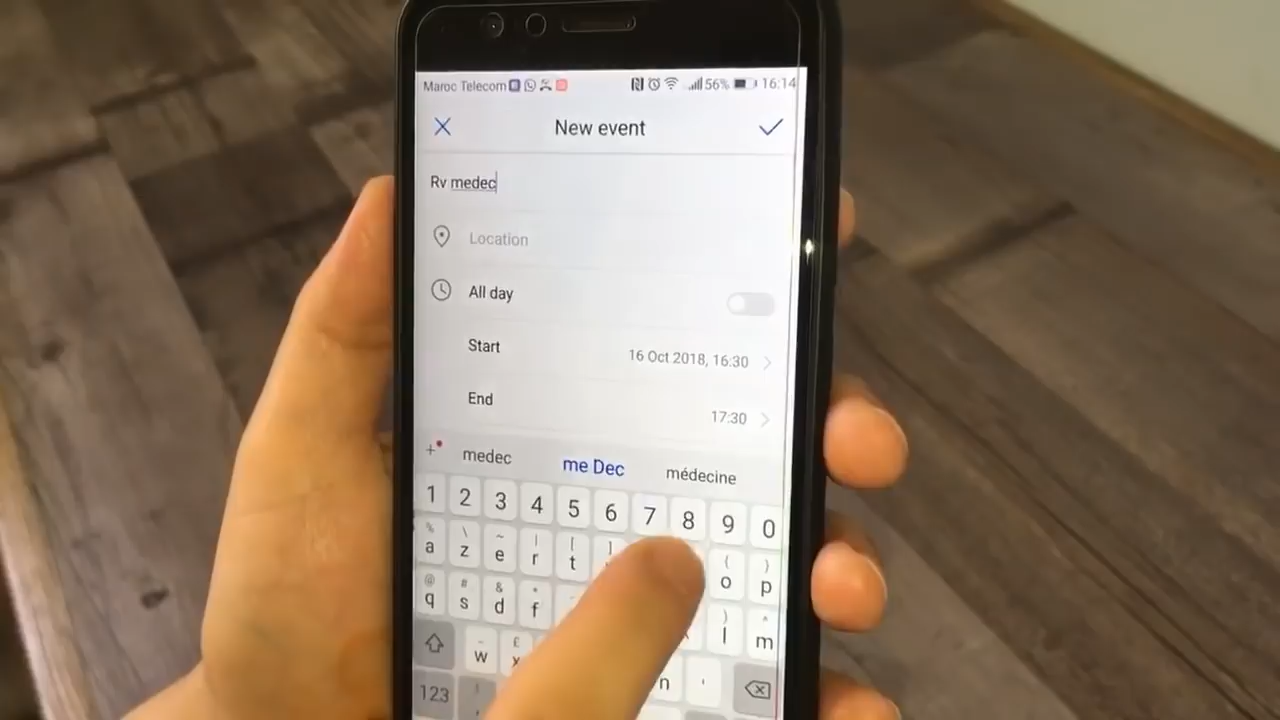 Maroc Telecom 56% 16:14
New event
Rv medec
Location
All day
Start 16 Oct 2018, 16:30
End 17:30
+ medec me Dec médecine
1 2 3 4 5 6 7 8 9 0
% \ ~ | [ ] ( )
a z e r t o p
@ # & * ) ^
q s d f l m
- £
w x n '
123 !